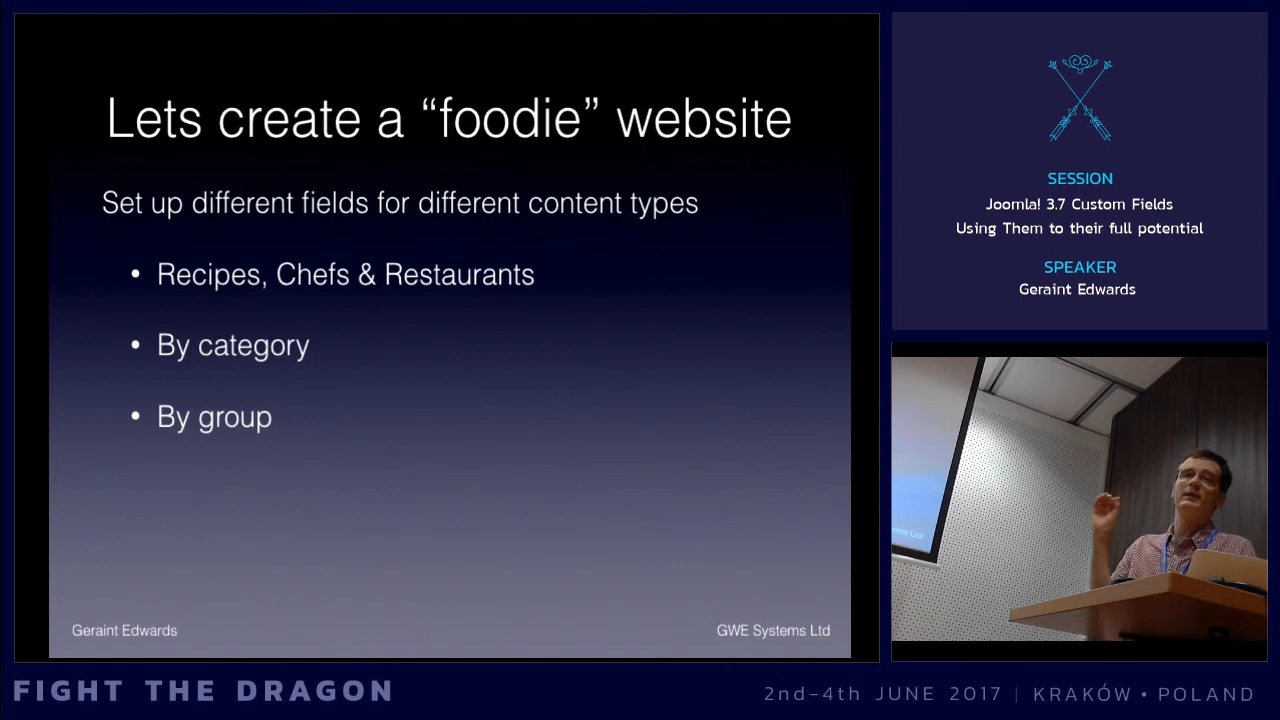 Lets create a “foodie” website
Set up different fields for different content types
• Recipes, Chefs & Restaurants
• By category
• By group
Geraint Edwards
GWE Systems Ltd
SESSION
Joomla! 3.7 Custom Fields
Using Them to their full potential
SPEAKER
Geraint Edwards
FIGHT THE DRAGON
2nd-4th JUNE 2017 | KRAKÓW • POLAND